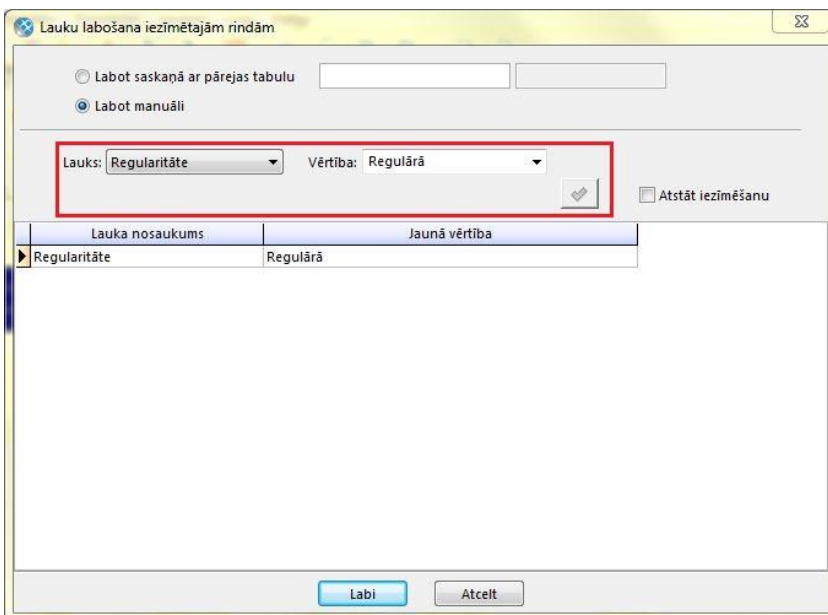 Lauku labošana iezīmētajām rindām
Labot saskaņā ar pārejas tabulu
Labot manuāli
Lauks: Regularitāte Vērtība: Regulārā
Atstāt iezīmēšanu
Lauka nosaukums Jaunā vērtība
Regularitāte Regulārā
Labi Atcelt